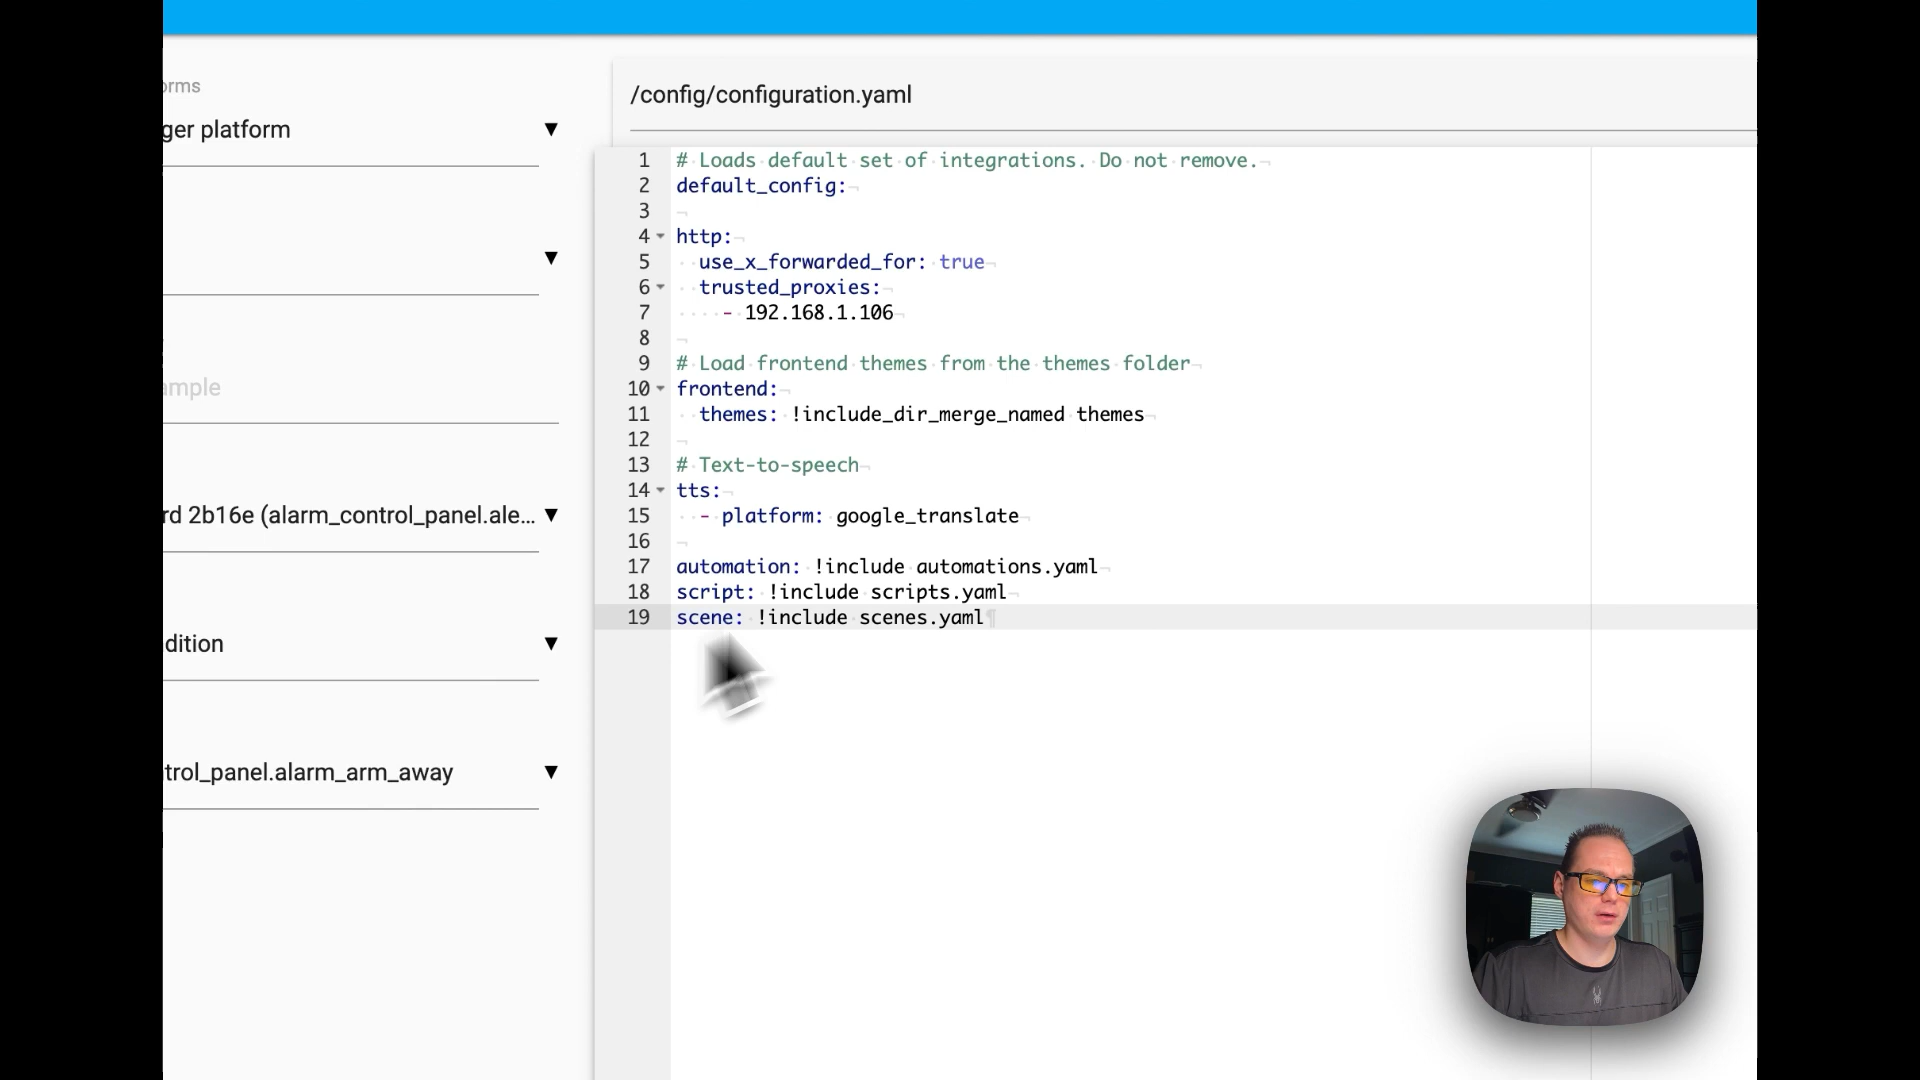 orms
ger platform
ample
rd 2b16e (alarm_control_panel.ale...
dition
trol_panel.alarm_arm_away
/config/configuration.yaml
1 # Loads default set of integrations. Do not remove.
2 default_config:
3
4 http:
5 use_x_forwarded_for: true
6 trusted_proxies:
7 - 192.168.1.106
8
9 # Load frontend themes from the themes folder
10 frontend:
11 themes: !include_dir_merge_named themes
12
13 # Text-to-speech
14 tts:
15 - platform: google_translate
16
17 automation: !include automations.yaml
18 script: !include scripts.yaml
19 scene: !include scenes.yaml